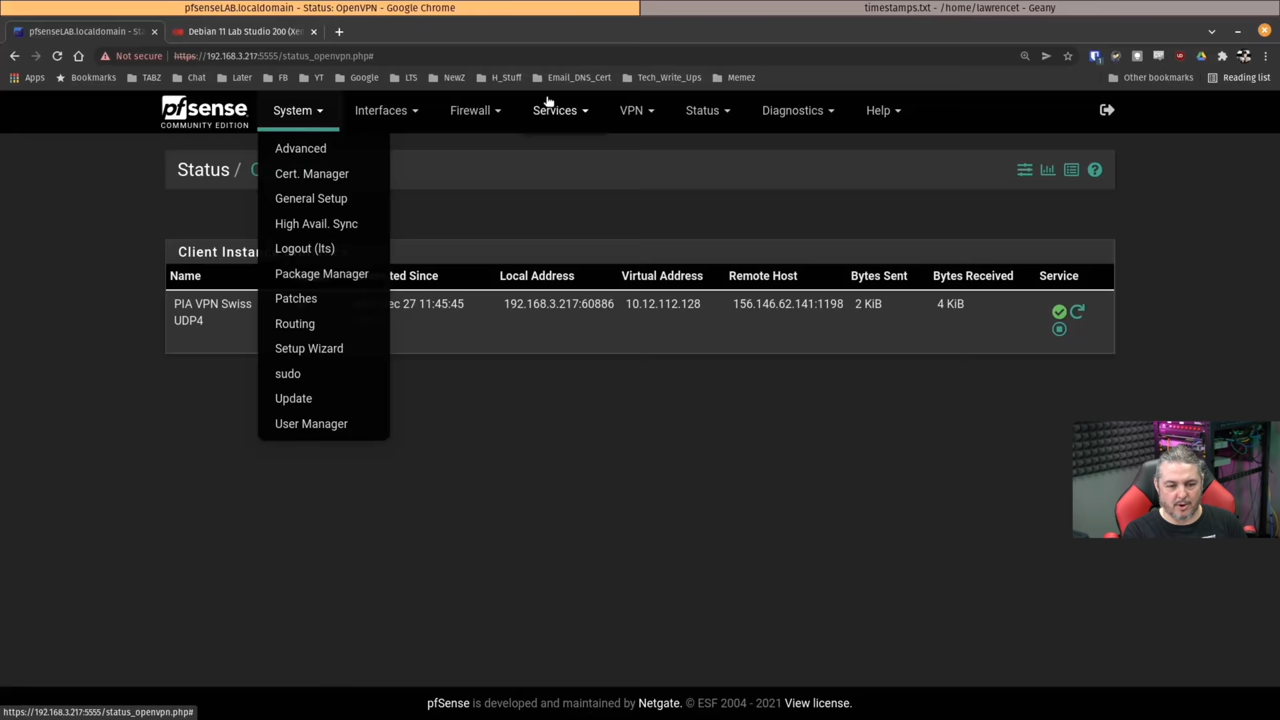 pfsenseLAB.localdomain - Status: OpenVPN - Google Chrome
timestamps.txt - /home/lawrencet - Geany
pfsenseLAB.localdomain - Sta
Debian 11 Lab Studio 200 (Xen
Not secure
https://192.168.3.217:5555/status_openvpn.php#
Apps Bookmarks TABZ Chat Later FB YT Google LTS NewZ H_Stuff Email_DNS_Cert Tech_Write_Ups Memez Other bookmarks Reading list
pfsense
COMMUNITY EDITION
System Interfaces Firewall Services VPN Status Diagnostics Help
Advanced
Cert. Manager
General Setup
High Avail. Sync
Logout (lts)
Package Manager
Patches
Routing
Setup Wizard
sudo
Update
User Manager
Status /
Client Instan
Name ted Since Local Address Virtual Address Remote Host Bytes Sent Bytes Received Service
PIA VPN Swiss ec 27 11:45:45 192.168.3.217:60886 10.12.112.128 156.146.62.141:1198 2 KiB 4 KiB
UDP4
pfSense is developed and maintained by Netgate. © ESF 2004 - 2021 View license.
https://192.168.3.217:5555/status_openvpn.php#